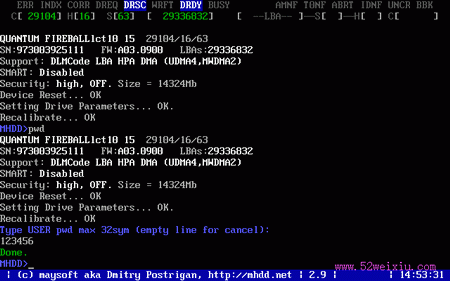 ERR INDX CORR DREQ DRSC WRFT DRDY BUSY AMNF TONF ABRT IDNF UNCR BBK
C[ 29104] H[16] S[63] [ 29336832] [ --LBA-- ] --S[ ]--H[ ] C[ ]
QUANTUM FIREBALLlct10 15 29104/16/63
SN:973003925111 FW:A03.0900 LBAs:29336832
Support: DLMCode LBA HPA DMA (UDMA4,MWDMA2)
SMART: Disabled
Security: high, OFF. Size = 14324Mb
Device Reset... OK
Setting Drive Parameters... OK.
Recalibrate... OK
MHDD>pwd
QUANTUM FIREBALLlct10 15 29104/16/63
SN:973003925111 FW:A03.0900 LBAs:29336832
Support: DLMCode LBA HPA DMA (UDMA4,MWDMA2)
SMART: Disabled
Security: high, OFF. Size = 14324Mb
Device Reset... OK
Setting Drive Parameters... OK.
Recalibrate... OK
Type USER pwd max 32sym (empty line for cancel):
123456
Done.
MHDD>_
www.52weixiu.com
| (c) maysoft aka Dmitry Postrigan, http://mhdd.net | 2.9 | | 14:53:31